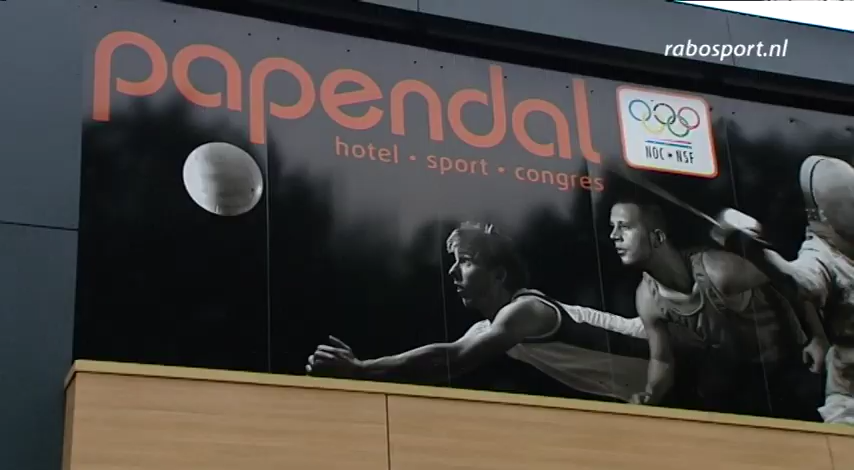 rabosport.nl
papendal
hotel • sport • congres
NOC*NSF